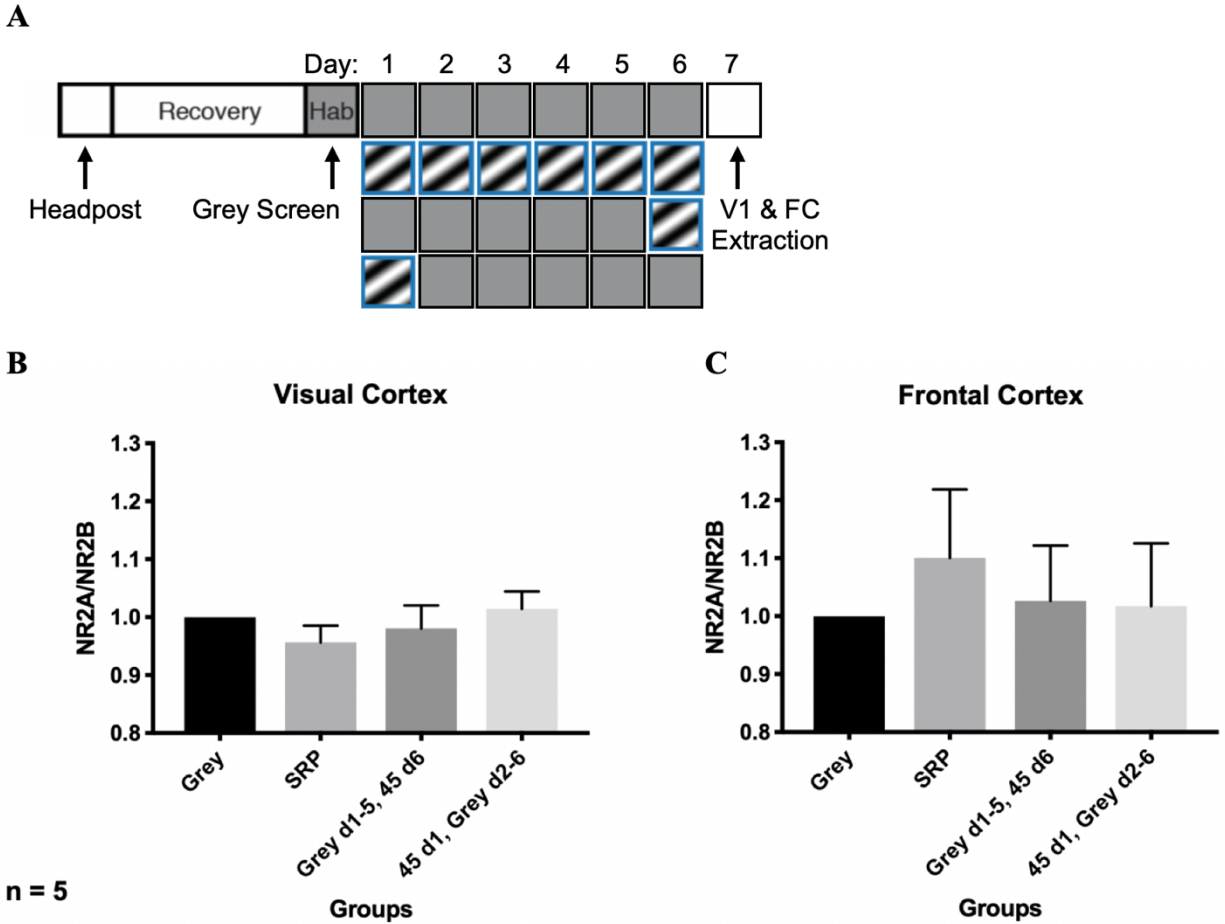 A
Day: 1 2 3 4 5 6 7
Recovery Hab
Headpost Grey Screen V1 & FC
Extraction
B
Visual Cortex
NR2A/NR2B
1.3
1.2
1.1
1.0
0.9
0.8
Grey
SRP
Grey d1-5, 45 d6
45 d1, Grey d2-6
Groups
n = 5
C
Frontal Cortex
NR2A/NR2B
1.3
1.2
1.1
1.0
0.9
0.8
Grey
SRP
Grey d1-5, 45 d6
45 d1, Grey d2-6
Groups